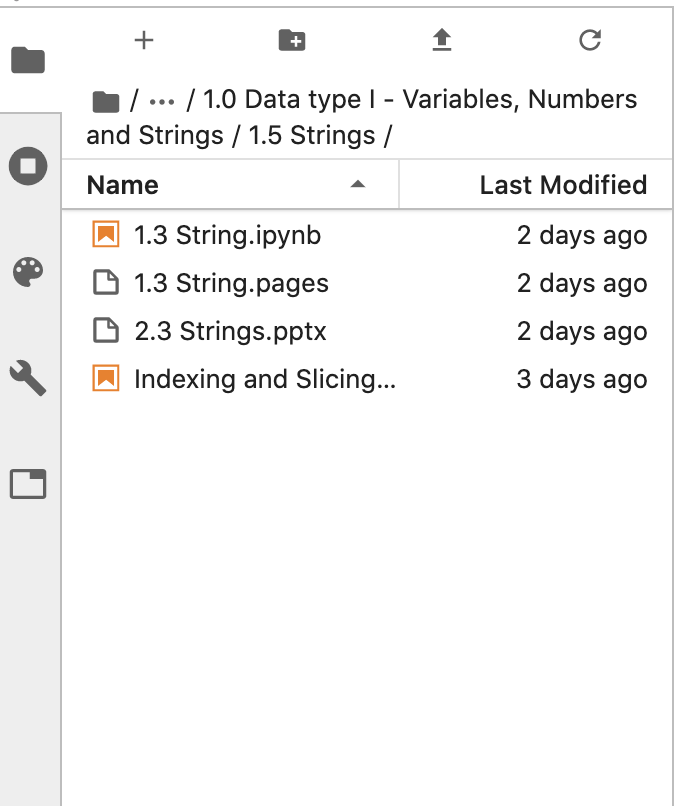 / ··· / 1.0 Data type I - Variables, Numbers
and Strings / 1.5 Strings /
Name Last Modified
1.3 String.ipynb 2 days ago
1.3 String.pages 2 days ago
2.3 Strings.pptx 2 days ago
Indexing and Slicing... 3 days ago